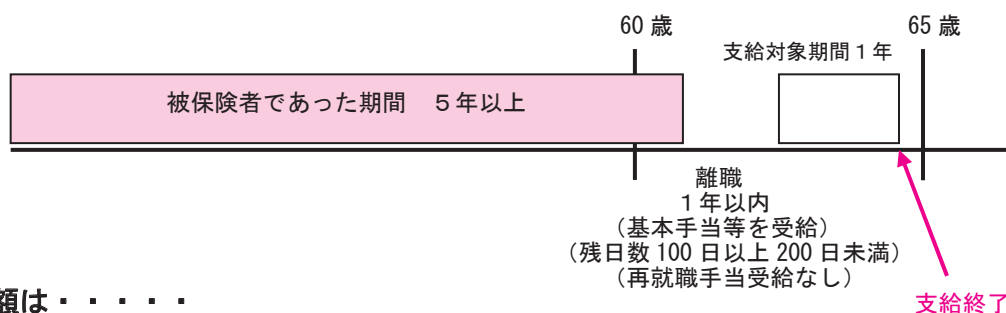 60 歳
65 歳
支給対象期間 1 年
被保険者であった期間　５年以上
離職
１年以内
（基本手当等を受給）
（残日数 100 日以上 200 日未満）
（再就職手当受給なし）
額は・・・・・
支給終了